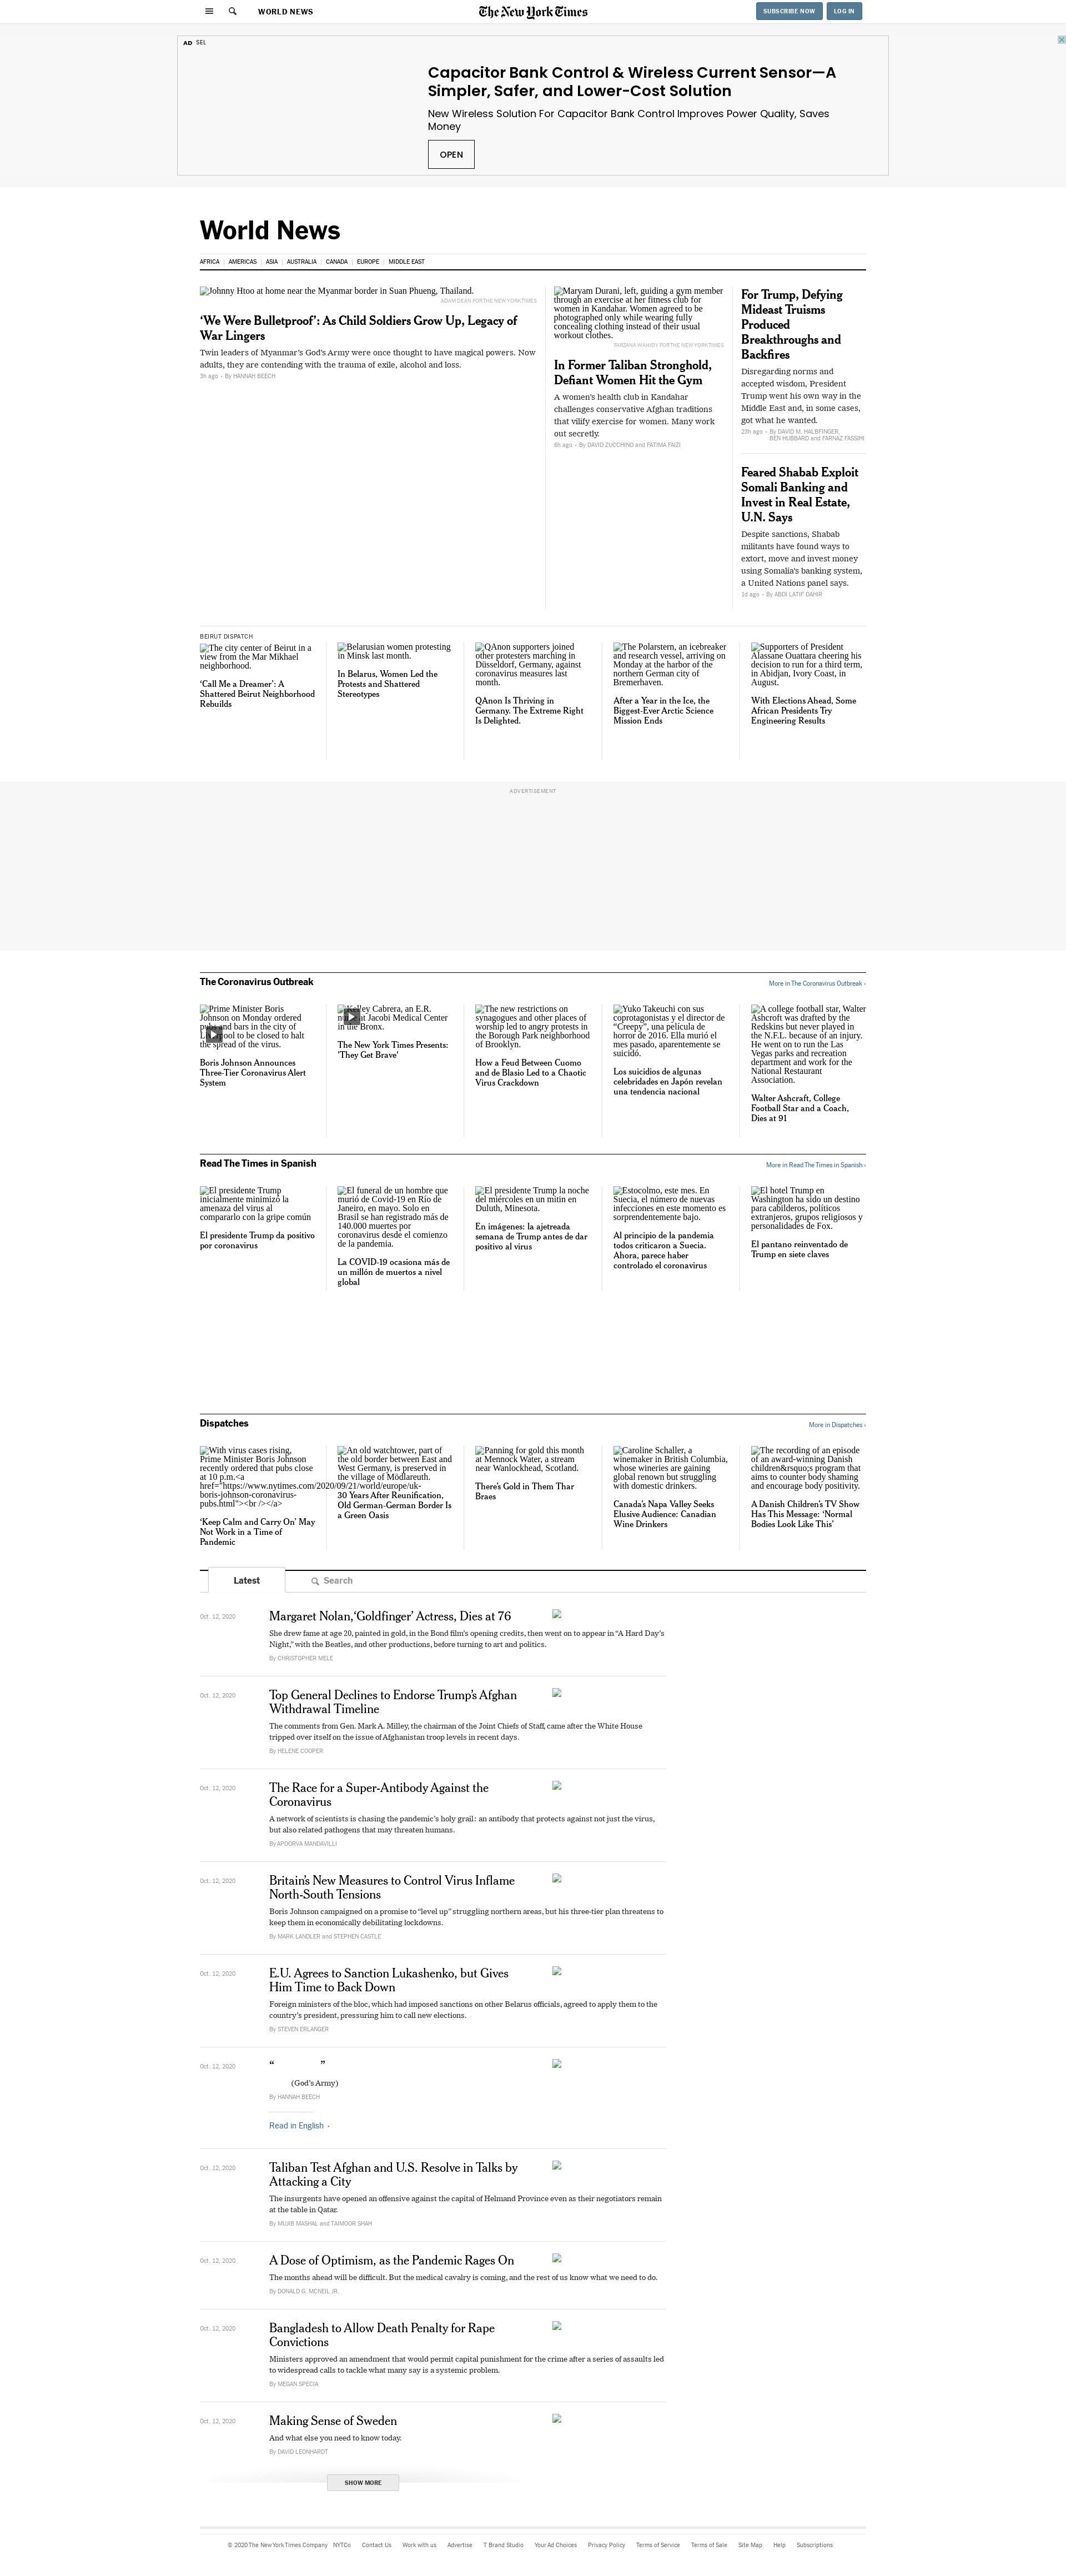 WORLD NEWS
The New York Times
SUBSCRIBE NOW
LOG IN
AD SEL
Capacitor Bank Control & Wireless Current Sensor—A
Simpler, Safer, and Lower-Cost Solution
New Wireless Solution For Capacitor Bank Control Improves Power Quality, Saves
Money
OPEN
World News
AFRICA
AMERICAS
ASIA
AUSTRALIA
CANADA
EUROPE
MIDDLE EAST
Johnny Htoo at home near the Myanmar border in Suan Phueng, Thailand.
ADAM DEAN FOR THE NEW YORK TIMES
‘We Were Bulletproof’: As Child Soldiers Grow Up, Legacy of
War Lingers
Twin leaders of Myanmar’s God’s Army were once thought to have magical powers. Now
adults, they are contending with the trauma of exile, alcohol and loss.
3h ago - By HANNAH BEECH
Maryam Durani, left, guiding a gym member
through an exercise at her fitness club for
women in Kandahar. Women agreed to be
photographed only while wearing fully
concealing clothing instead of their usual
workout clothes.
FARZANA WAHIDY FOR THE NEW YORK TIMES
In Former Taliban Stronghold,
Defiant Women Hit the Gym
A women’s health club in Kandahar
challenges conservative Afghan traditions
that vilify exercise for women. Many work
out secretly.
6h ago - By DAVID ZUCCHINO and FATIMA FAIZI
For Trump, Defying
Mideast Truisms
Produced
Breakthroughs and
Backfires
Disregarding norms and
accepted wisdom, President
Trump went his own way in the
Middle East and, in some cases,
got what he wanted.
23h ago - By DAVID M. HALBFINGER,
BEN HUBBARD and FARNAZ FASSIHI
Feared Shabab Exploit
Somali Banking and
Invest in Real Estate,
U.N. Says
Despite sanctions, Shabab
militants have found ways to
extort, move and invest money
using Somalia’s banking system,
a United Nations panel says.
1d ago - By ABDI LATIF DAHIR
BEIRUT DISPATCH
The city center of Beirut in a
view from the Mar Mikhael
neighborhood.
‘Call Me a Dreamer’: A
Shattered Beirut Neighborhood
Rebuilds
Belarusian women protesting
in Minsk last month.
In Belarus, Women Led the
Protests and Shattered
Stereotypes
QAnon supporters joined
other protesters marching in
Düsseldorf, Germany, against
coronavirus measures last
month.
QAnon Is Thriving in
Germany. The Extreme Right
Is Delighted.
The Polarstern, an icebreaker
and research vessel, arriving on
Monday at the harbor of the
northern German city of
Bremerhaven.
After a Year in the Ice, the
Biggest-Ever Arctic Science
Mission Ends
Supporters of President
Alassane Ouattara cheering his
decision to run for a third term,
in Abidjan, Ivory Coast, in
August.
With Elections Ahead, Some
African Presidents Try
Engineering Results
ADVERTISEMENT
The Coronavirus Outbreak
More in The Coronavirus Outbreak ›
Prime Minister Boris
Johnson on Monday ordered
and bars in the city of
ool to be closed to halt
the spread of the virus.
Boris Johnson Announces
Three-Tier Coronavirus Alert
System
lley Cabrera, an E.R.
Jacobi Medical Center
he Bronx.
The New York Times Presents:
'They Get Brave'
The new restrictions on
synagogues and other places of
worship led to angry protests in
the Borough Park neighborhood
of Brooklyn.
How a Feud Between Cuomo
and de Blasio Led to a Chaotic
Virus Crackdown
Yuko Takeuchi con sus
coprotagonistas y el director de
“Creepy”, una película de
horror de 2016. Ella murió el
mes pasado, aparentemente se
suicidó.
Los suicidios de algunas
celebridades en Japón revelan
una tendencia nacional
A college football star, Walter
Ashcroft was drafted by the
Redskins but never played in
the N.F.L. because of an injury.
He went on to run the Las
Vegas parks and recreation
department and work for the
National Restaurant
Association.
Walter Ashcraft, College
Football Star and a Coach,
Dies at 91
Read The Times in Spanish
More in Read The Times in Spanish ›
El presidente Trump
inicialmente minimizó la
amenaza del virus al
compararlo con la gripe común
El presidente Trump da positivo
por coronavirus
El funeral de un hombre que
murió de Covid-19 en Río de
Janeiro, en mayo. Solo en
Brasil se han registrado más de
140.000 muertes por
coronavirus desde el comienzo
de la pandemia.
La COVID-19 ocasiona más de
un millón de muertos a nivel
global
El presidente Trump la noche
del miércoles en un mitin en
Duluth, Minesota.
En imágenes: la ajetreada
semana de Trump antes de dar
positivo al virus
Estocolmo, este mes. En
Suecia, el número de nuevas
infecciones en este momento es
sorprendentemente bajo.
Al principio de la pandemia
todos criticaron a Suecia.
Ahora, parece haber
controlado el coronavirus
El hotel Trump en
Washington ha sido un destino
para cabilderos, políticos
extranjeros, grupos religiosos y
personalidades de Fox.
El pantano reinventado de
Trump en siete claves
Dispatches
More in Dispatches ›
With virus cases rising,
Prime Minister Boris Johnson
recently ordered that pubs close
at 10 p.m.<a
href="https://www.nytimes.com/2020/09/21/world/europe/uk-
boris-johnson-coronavirus-
pubs.html"><br /></a>
‘Keep Calm and Carry On’ May
Not Work in a Time of
Pandemic
An old watchtower, part of
the old border between East and
West Germany, is preserved in
the village of Mödlareuth.
30 Years After Reunification,
Old German-German Border Is
a Green Oasis
Panning for gold this month
at Mennock Water, a stream
near Wanlockhead, Scotland.
There’s Gold in Them Thar
Braes
Caroline Schaller, a
winemaker in British Columbia,
whose wineries are gaining
global renown but struggling
with domestic drinkers.
Canada’s Napa Valley Seeks
Elusive Audience: Canadian
Wine Drinkers
The recording of an episode
of an award-winning Danish
children&rsquo;s program that
aims to counter body shaming
and encourage body positivity.
A Danish Children’s TV Show
Has This Message: ‘Normal
Bodies Look Like This’
Latest
Search
Oct. 12, 2020
Margaret Nolan, ‘Goldfinger’ Actress, Dies at 76
She drew fame at age 20, painted in gold, in the Bond film’s opening credits, then went on to appear in “A Hard Day’s
Night,” with the Beatles, and other productions, before turning to art and politics.
By CHRISTOPHER MELE
Oct. 12, 2020
Top General Declines to Endorse Trump’s Afghan
Withdrawal Timeline
The comments from Gen. Mark A. Milley, the chairman of the Joint Chiefs of Staff, came after the White House
tripped over itself on the issue of Afghanistan troop levels in recent days.
By HELENE COOPER
Oct. 12, 2020
The Race for a Super-Antibody Against the
Coronavirus
A network of scientists is chasing the pandemic’s holy grail: an antibody that protects against not just the virus,
but also related pathogens that may threaten humans.
By APOORVA MANDAVILLI
Oct. 12, 2020
Britain’s New Measures to Control Virus Inflame
North-South Tensions
Boris Johnson campaigned on a promise to “level up” struggling northern areas, but his three-tier plan threatens to
keep them in economically debilitating lockdowns.
By MARK LANDLER and STEPHEN CASTLE
Oct. 12, 2020
E.U. Agrees to Sanction Lukashenko, but Gives
Him Time to Back Down
Foreign ministers of the bloc, which had imposed sanctions on other Belarus officials, agreed to apply them to the
country’s president, pressuring him to call new elections.
By STEVEN ERLANGER
Oct. 12, 2020
“ ”
(God’s Army)
By HANNAH BEECH
Read in English
Oct. 12, 2020
Taliban Test Afghan and U.S. Resolve in Talks by
Attacking a City
The insurgents have opened an offensive against the capital of Helmand Province even as their negotiators remain
at the table in Qatar.
By MUJIB MASHAL and TAIMOOR SHAH
Oct. 12, 2020
A Dose of Optimism, as the Pandemic Rages On
The months ahead will be difficult. But the medical cavalry is coming, and the rest of us know what we need to do.
By DONALD G. MCNEIL JR.
Oct. 12, 2020
Bangladesh to Allow Death Penalty for Rape
Convictions
Ministers approved an amendment that would permit capital punishment for the crime after a series of assaults led
to widespread calls to tackle what many say is a systemic problem.
By MEGAN SPECIA
Oct. 12, 2020
Making Sense of Sweden
And what else you need to know today.
By DAVID LEONHARDT
SHOW MORE
© 2020 The New York Times Company
NYTCo
Contact Us
Work with us
Advertise
T Brand Studio
Your Ad Choices
Privacy Policy
Terms of Service
Terms of Sale
Site Map
Help
Subscriptions